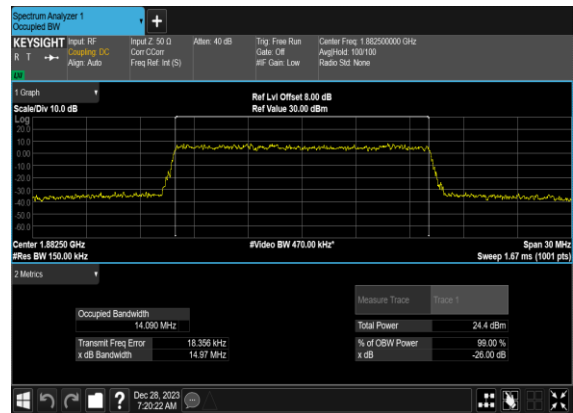 Spectrum Analyzer 1
Occupied BW
KEYSIGHT
R T
LU
Input: RF
Coupling: DC
Align: Auto
Input Z: 50 Ω
Corr CCorr
Freq Ref: Int (S)
Atten: 40 dB
Trig: Free Run
Gate: Off
#IF Gain: Low
Center Freq: 1.882500000 GHz
Avg|Hold: 100/100
Radio Std: None
1 Graph
Scale/Div 10.0 dB
Ref Lvl Offset 8.00 dB
Ref Value 30.00 dBm
Log
20.0
10.0
0.00
-10.0
-20.0
-30.0
-40.0
-50.0
-60.0
Center 1.88250 GHz
#Res BW 150.00 kHz
#Video BW 470.00 kHz*
Span 30 MHz
Sweep 1.67 ms (1001 pts)
2 Metrics
Measure Trace Trace 1
Occupied Bandwidth
14.090 MHz
Total Power 24.4 dBm
Transmit Freq Error 18.356 kHz
% of OBW Power 99.00 %
x dB Bandwidth 14.97 MHz
x dB -26.00 dB
?
Dec 28, 2023
7:20:22 AM